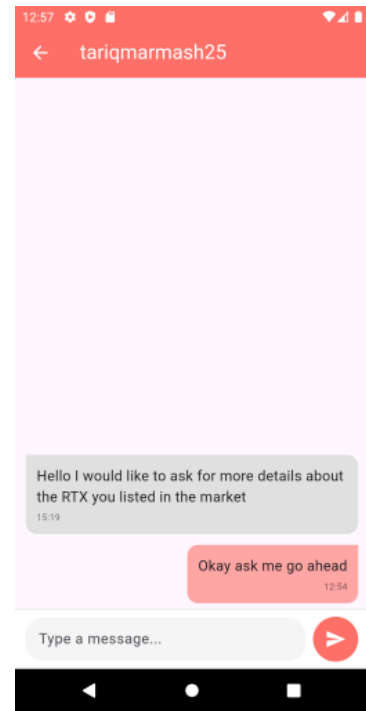 12:57
tariqmarmash25
Hello I would like to ask for more details about
the RTX you listed in the market
15:19
Okay ask me go ahead
12:54
Type a message...